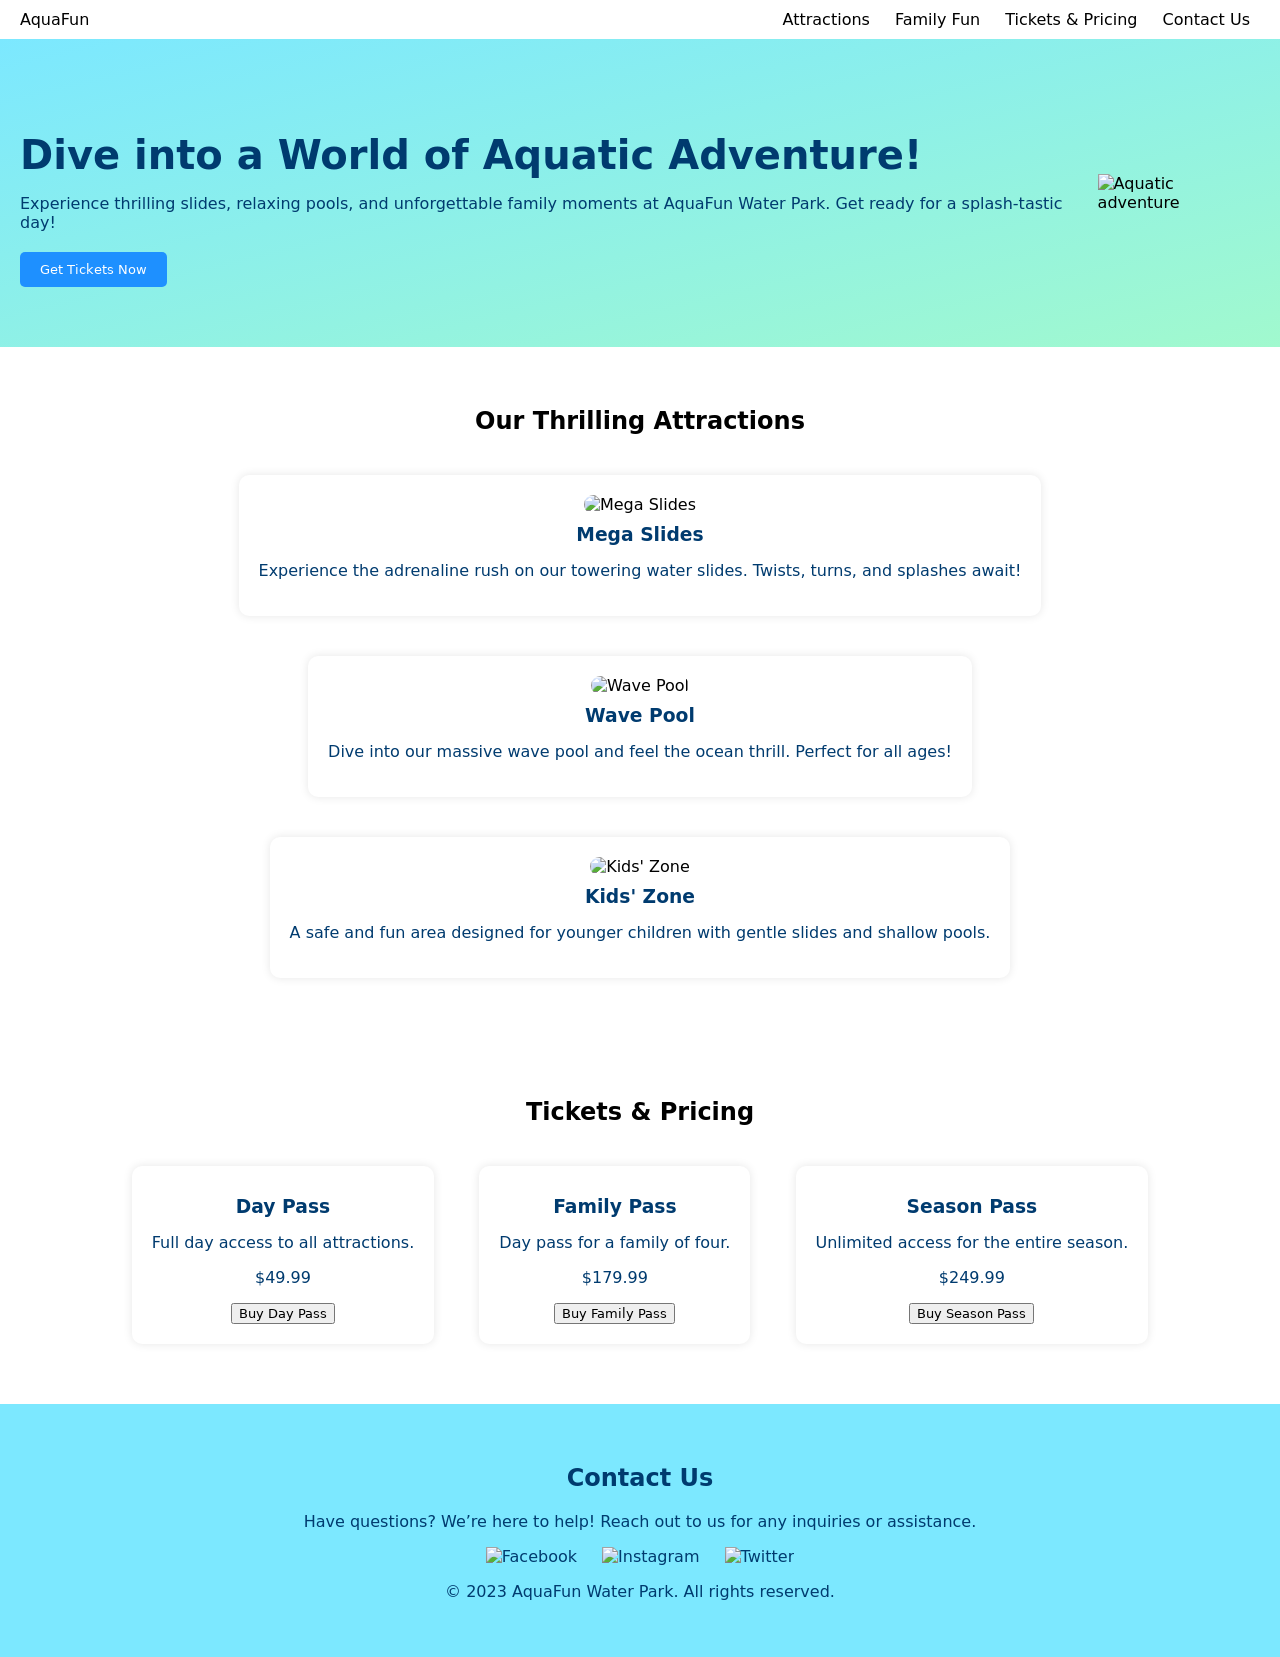 AquaFun
Attractions
Family Fun
Tickets & Pricing
Contact Us
Dive into a World of Aquatic Adventure!
Experience thrilling slides, relaxing pools, and unforgettable family moments at AquaFun Water Park. Get ready for a splash-tastic
day!
Get Tickets Now
Aquatic
adventure
Our Thrilling Attractions
Mega Slides
Mega Slides
Experience the adrenaline rush on our towering water slides. Twists, turns, and splashes await!
Wave Pool
Wave Pool
Dive into our massive wave pool and feel the ocean thrill. Perfect for all ages!
Kids' Zone
Kids' Zone
A safe and fun area designed for younger children with gentle slides and shallow pools.
Tickets & Pricing
Day Pass
Full day access to all attractions.
$49.99
Buy Day Pass
Family Pass
Day pass for a family of four.
$179.99
Buy Family Pass
Season Pass
Unlimited access for the entire season.
$249.99
Buy Season Pass
Contact Us
Have questions? We’re here to help! Reach out to us for any inquiries or assistance.
Facebook
Instagram
Twitter
© 2023 AquaFun Water Park. All rights reserved.